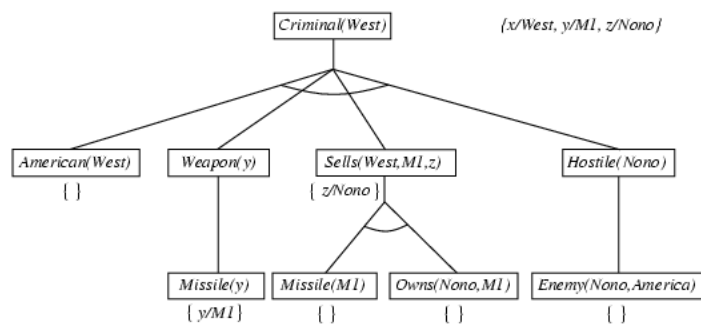 Criminal(West) {x/West, y/M1, z/Nono}
American(West) Weapon(y) Sells(West,M1,z) Hostile(Nono)
{ } { z/Nono }
Missile(y) Missile(M1) Owns(Nono,M1) Enemy(Nono,America)
{ y/M1} { } { } { }